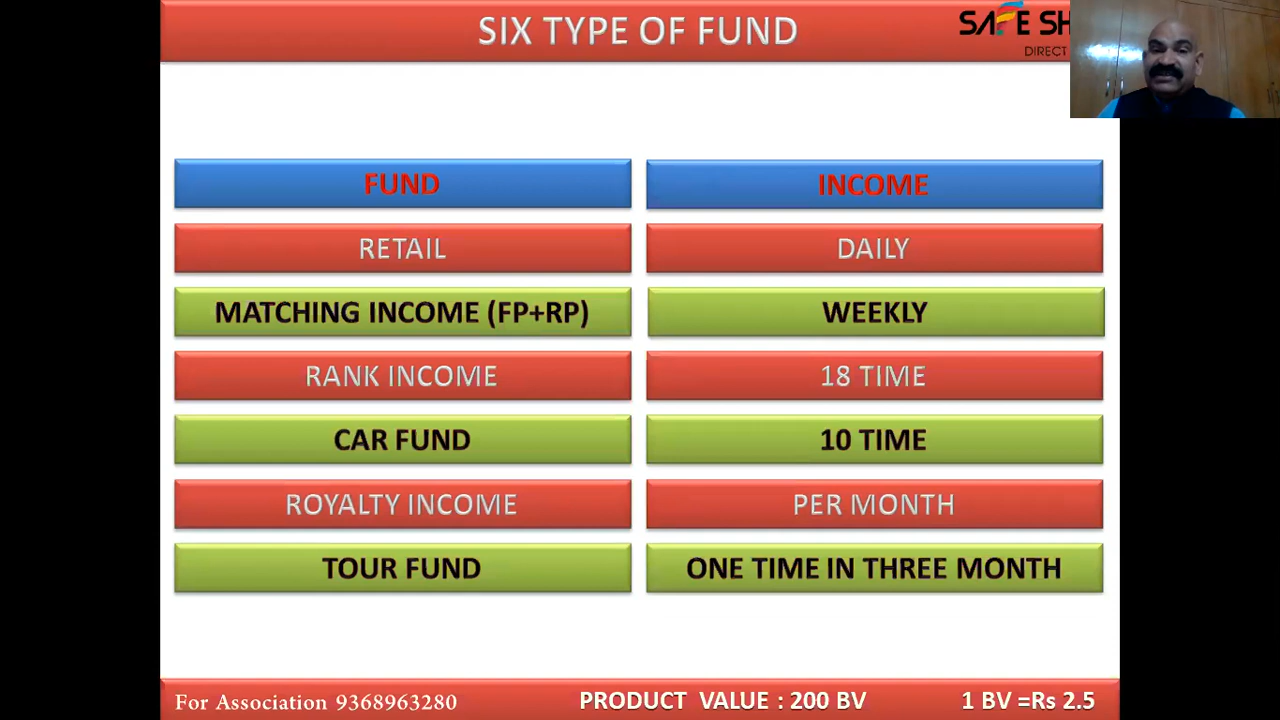 SIX TYPE OF FUND
SAFE SH
DIRECT
FUND INCOME
RETAIL DAILY
MATCHING INCOME (FP+RP) WEEKLY
RANK INCOME 18 TIME
CAR FUND 10 TIME
ROYALTY INCOME PER MONTH
TOUR FUND ONE TIME IN THREE MONTH
For Association 9368963280 PRODUCT VALUE : 200 BV 1 BV =Rs 2.5